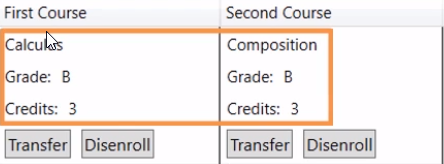 First Course Second Course
Calculus Composition
Grade: B Grade: B
Credits: 3 Credits: 3
Transfer Disenroll Transfer Disenroll